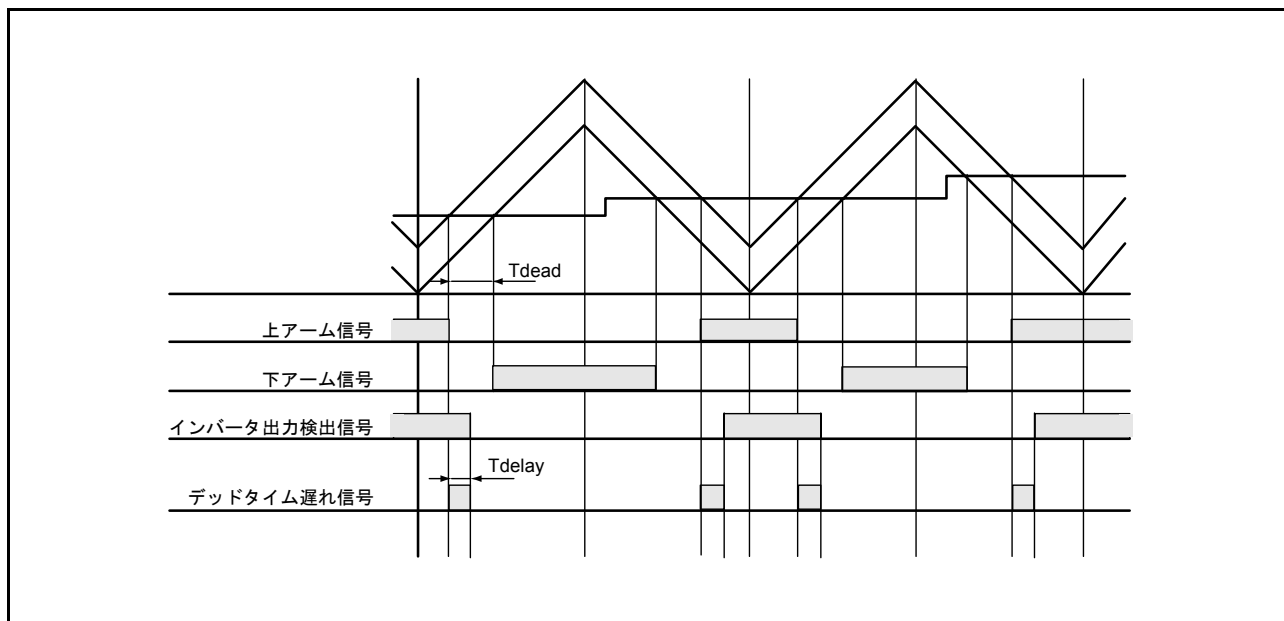 Tdead
上アーム信号
下アーム信号
インバータ出力検出信号
Tdelay
デッドタイム遅れ信号